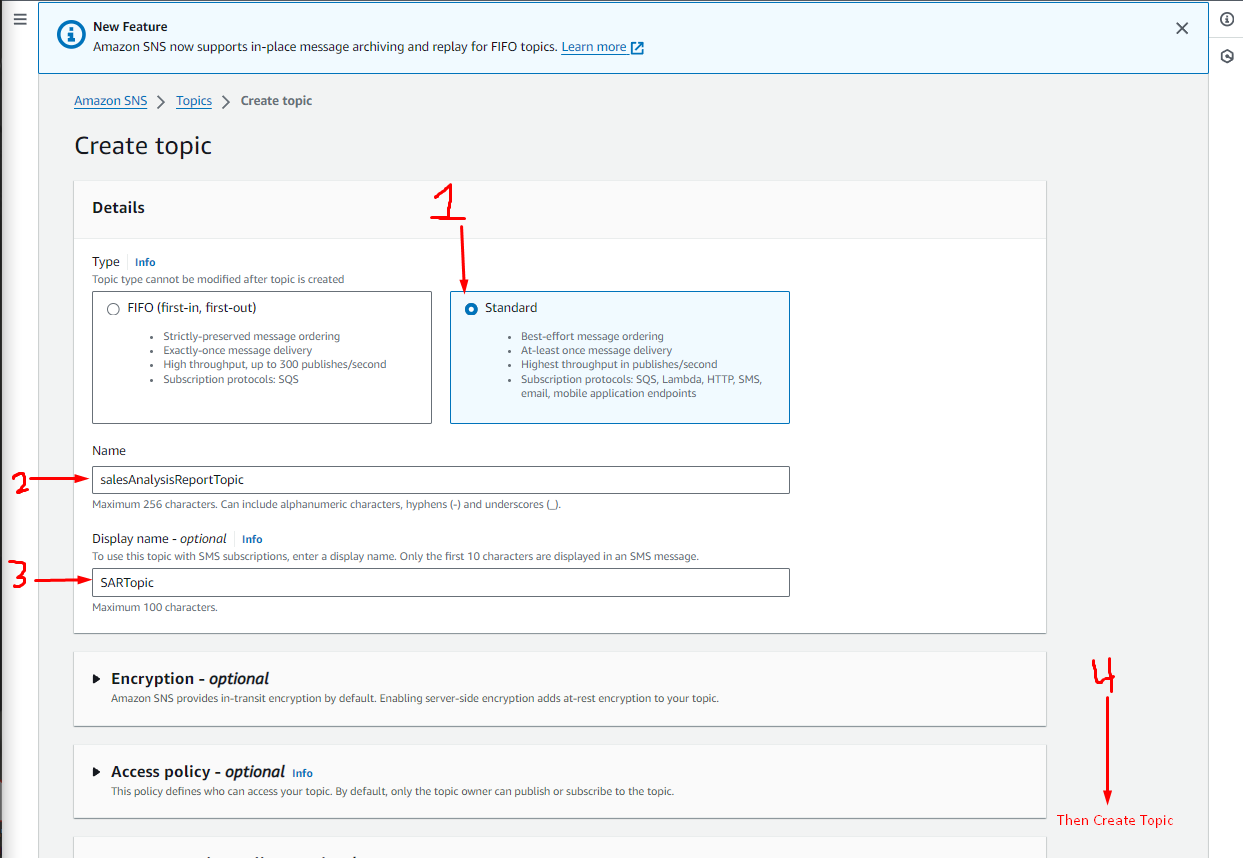 New Feature
Amazon SNS now supports in-place message archiving and replay for FIFO topics. Learn more
Amazon SNS > Topics > Create topic
Create topic
1
Details
Type Info
Topic type cannot be modified after topic is created
FIFO (first-in, first-out)
• Strictly-preserved message ordering
• Exactly-once message delivery
• High throughput, up to 300 publishes/second
• Subscription protocols: SQS
Standard
• Best-effort message ordering
• At-least once message delivery
• Highest throughput in publishes/second
• Subscription protocols: SQS, Lambda, HTTP, SMS,
email, mobile application endpoints
Name
2
salesAnalysisReportTopic
Maximum 256 characters. Can include alphanumeric characters, hyphens (-) and underscores (_).
Display name - optional Info
To use this topic with SMS subscriptions, enter a display name. Only the first 10 characters are displayed in an SMS message.
3
SARTopic
Maximum 100 characters.
Encryption - optional
Amazon SNS provides in-transit encryption by default. Enabling server-side encryption adds at-rest encryption to your topic.
4
Access policy - optional Info
This policy defines who can access your topic. By default, only the topic owner can publish or subscribe to the topic.
Then Create Topic